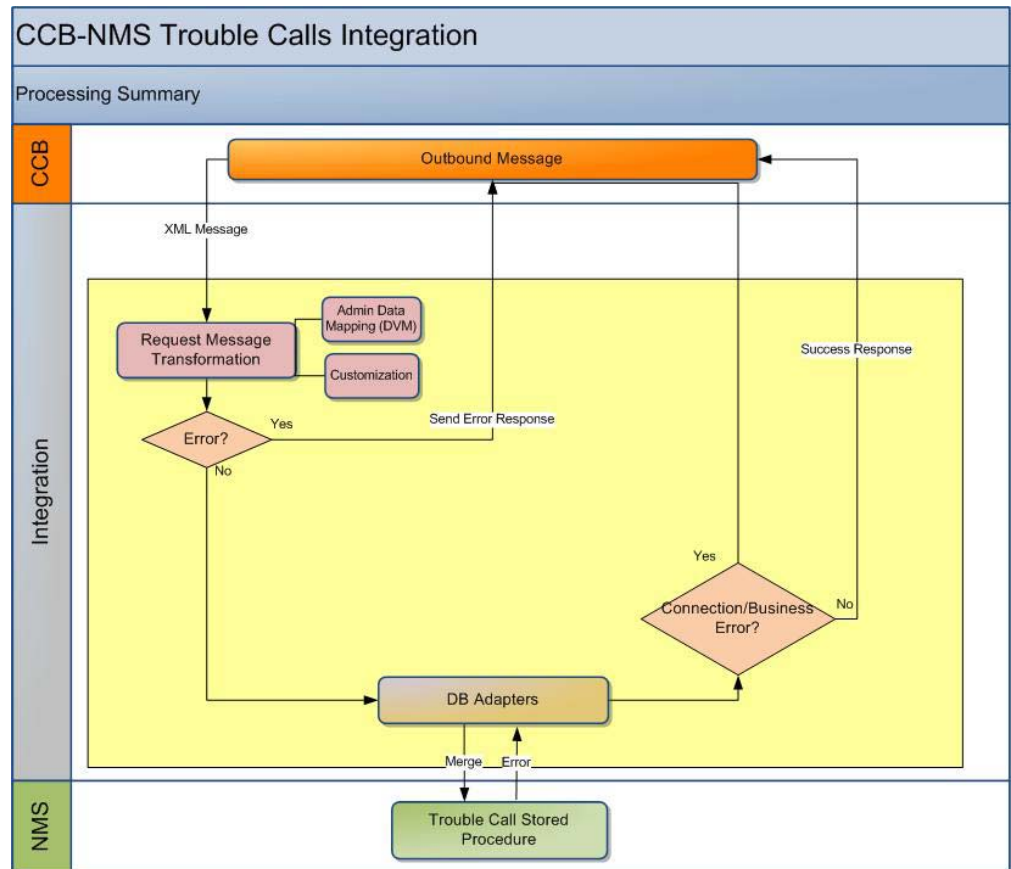 CCB-NMS Trouble Calls Integration
Processing Summary
CCB
Outbound Message
XML Message
Integration
Request Message
Transformation
Admin Data
Mapping (DVM)
Customization
Success Response
Error?
Yes
Send Error Response
No
Yes
Connection/Business
Error?
No
DB Adapters
Merge
Error
NMS
Trouble Call Stored
Procedure